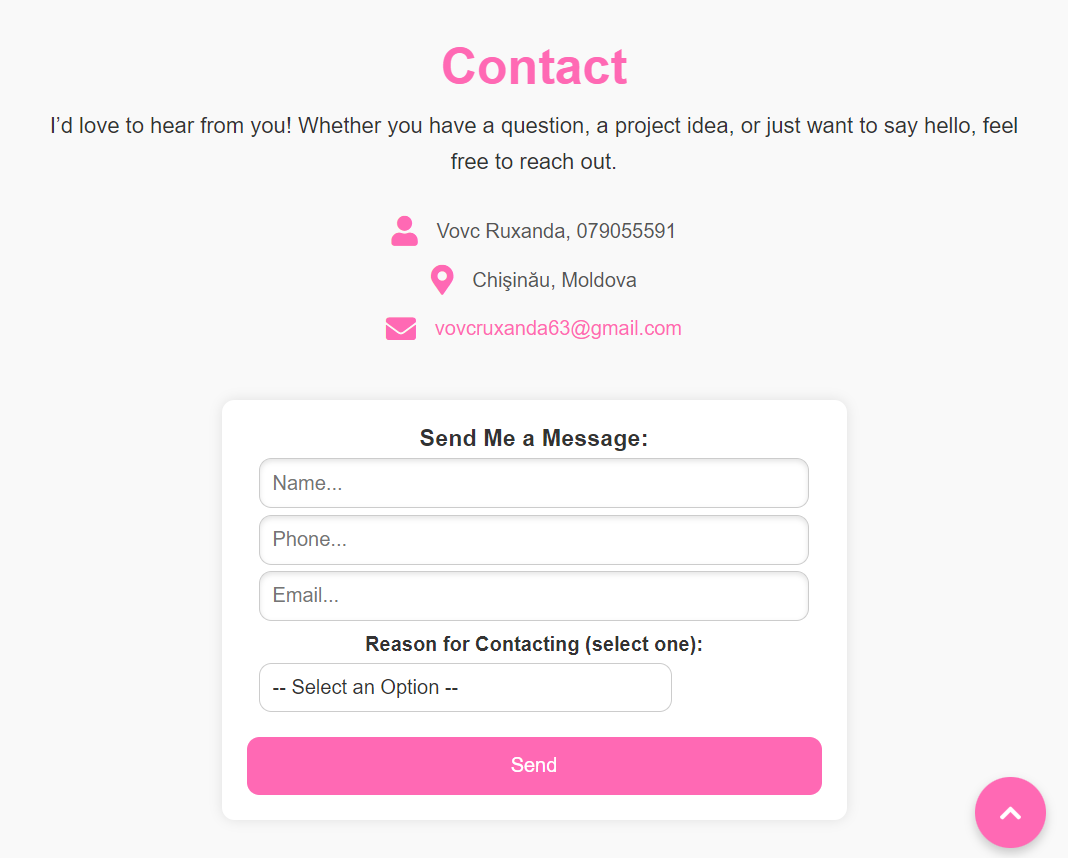 Contact
I’d love to hear from you! Whether you have a question, a project idea, or just want to say hello, feel
free to reach out.
Vovc Ruxanda, 079055591
Chişinău, Moldova
vovcruxanda63@gmail.com
Send Me a Message:
Name...
Phone...
Email...
Reason for Contacting (select one):
-- Select an Option --
Send